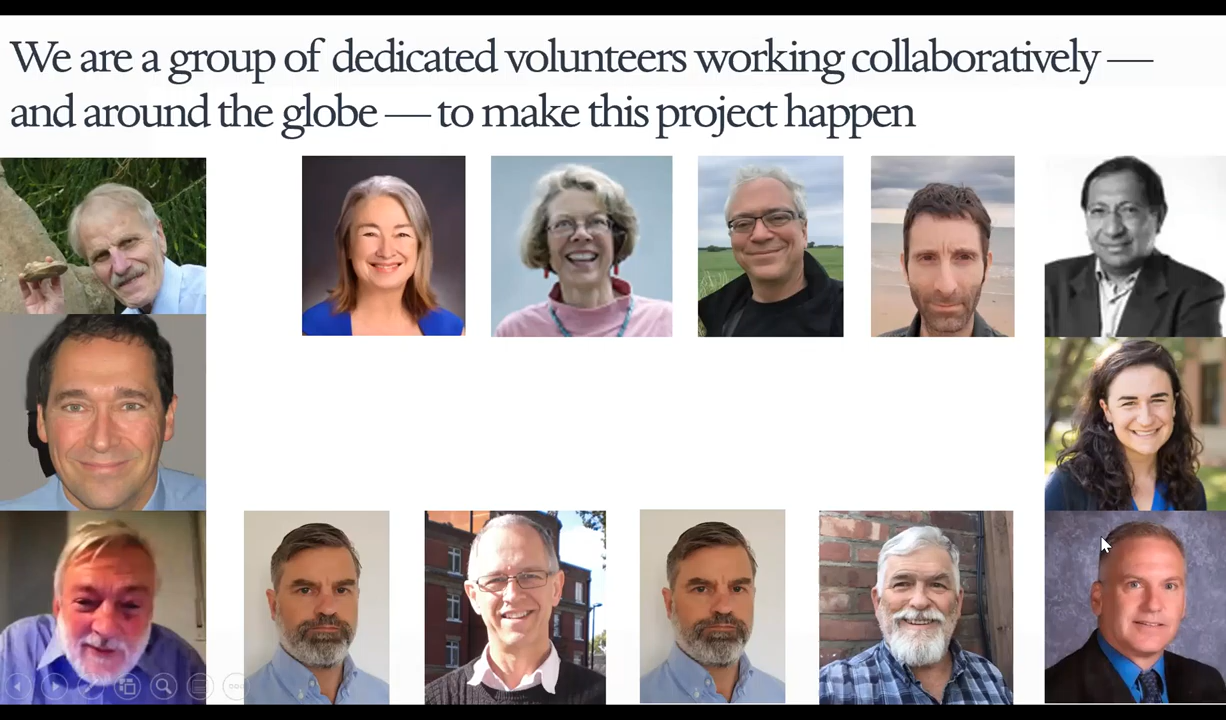 We are a group of dedicated volunteers working collaboratively —
and around the globe — to make this project happen